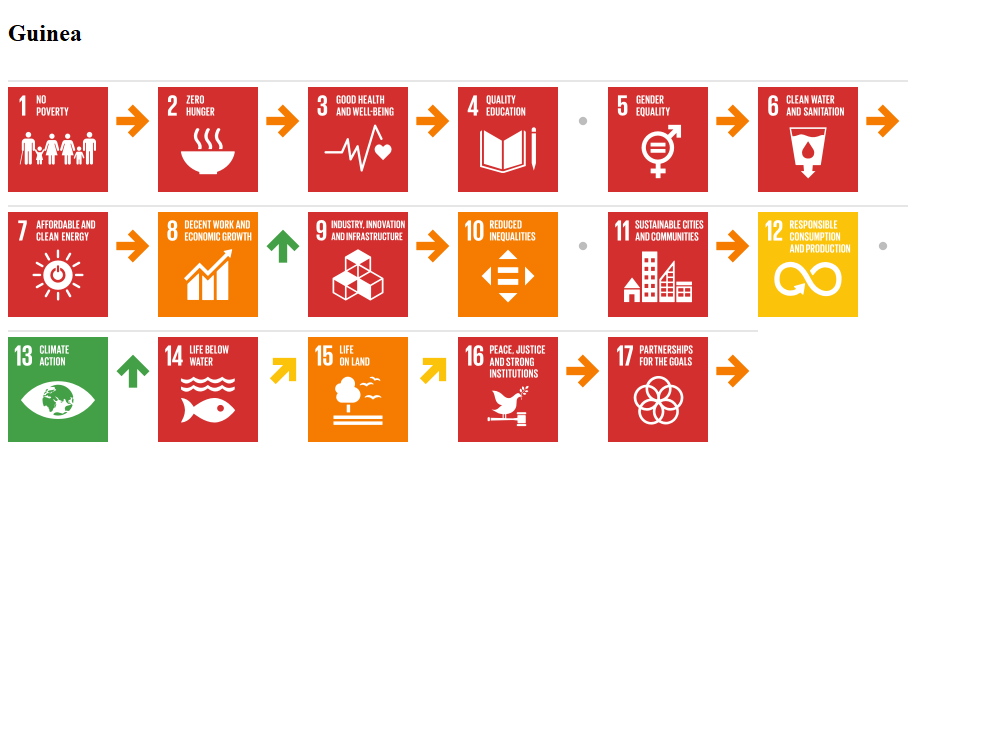 Guinea
1 NO
POVERTY
2 ZERO
HUNGER
3 GOOD HEALTH
AND WELL-BEING
4 QUALITY
EDUCATION
5 GENDER
EQUALITY
6 CLEAN WATER
AND SANITATION
7 AFFORDABLE AND
CLEAN ENERGY
8 DECENT WORK AND
ECONOMIC GROWTH
9 INDUSTRY, INNOVATION
AND INFRASTRUCTURE
10 REDUCED
INEQUALITIES
11 SUSTAINABLE CITIES
AND COMMUNITIES
12 RESPONSIBLE
CONSUMPTION
AND PRODUCTION
13 CLIMATE
ACTION
14 LIFE BELOW
WATER
15 LIFE
ON LAND
16 PEACE, JUSTICE
AND STRONG
INSTITUTIONS
17 PARTNERSHIPS
FOR THE GOALS